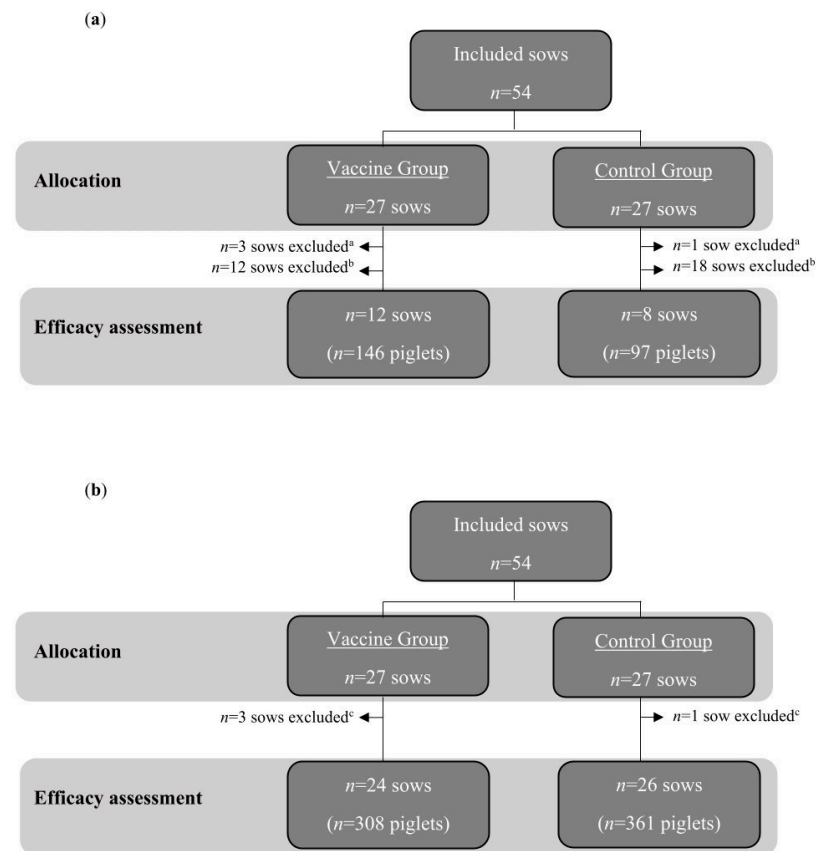 (a)
Included sows
n=54
Allocation
Vaccine Group
n=27 sows
Control Group
n=27 sows
n=3 sows excludedᵃ
n=12 sows excludedᵇ
n=1 sow excludedᵃ
n=18 sows excludedᵇ
Efficacy assessment
n=12 sows
(n=146 piglets)
n=8 sows
(n=97 piglets)
(b)
Included sows
n=54
Allocation
Vaccine Group
n=27 sows
Control Group
n=27 sows
n=3 sows excludedᶜ
n=1 sow excludedᶜ
Efficacy assessment
n=24 sows
(n=308 piglets)
n=26 sows
(n=361 piglets)